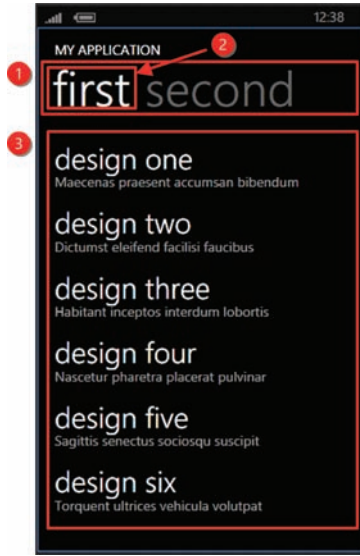 12:38
MY APPLICATION
2
1
first second
3
design one
Maecenas praesent accumsan bibendum
design two
Dictumst eleifend facilisi faucibus
design three
Habitant inceptos interdum lobortis
design four
Nascetur pharetra placerat pulvinar
design five
Sagittis senectus sociosqu suscipit
design six
Torquent ultrices vehicula volutpat